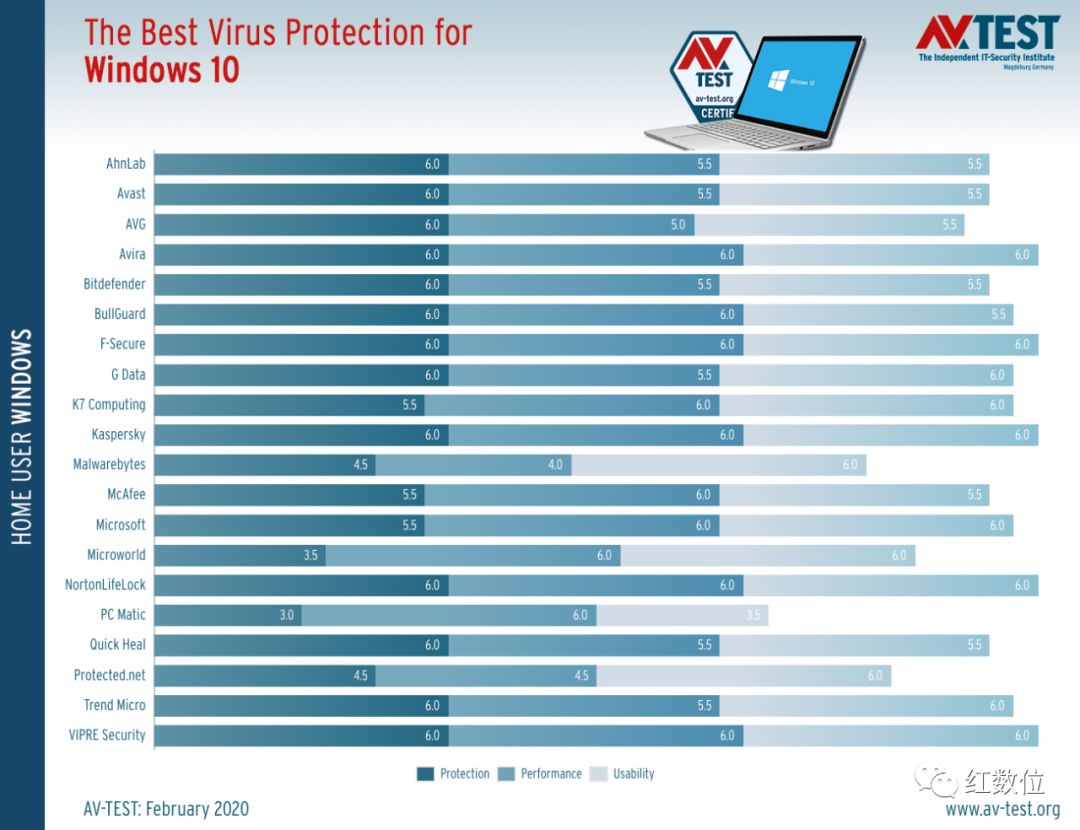 The Best Virus Protection for
Windows 10
AV TEST
av-test.org
CERTIF
Windows 10
AV TEST
The Independent IT-Security Institute
Magdeburg Germany
HOME USER WINDOWS
AhnLab 6.0 5.5 5.5
Avast 6.0 5.5 5.5
AVG 6.0 5.0 5.5
Avira 6.0 6.0 6.0
Bitdefender 6.0 5.5 5.5
BullGuard 6.0 6.0 5.5
F-Secure 6.0 6.0 6.0
G Data 6.0 5.5 6.0
K7 Computing 5.5 6.0 6.0
Kaspersky 6.0 6.0 6.0
Malwarebytes 4.5 4.0 6.0
McAfee 5.5 6.0 5.5
Microsoft 5.5 6.0 6.0
Microworld 3.5 6.0 6.0
NortonLifeLock 6.0 6.0 6.0
PC Matic 3.0 6.0 3.5
Quick Heal 6.0 5.5 5.5
Protected.net 4.5 4.5 6.0
Trend Micro 6.0 5.5 6.0
VIPRE Security 6.0 6.0 6.0
Protection Performance Usability
红数位
AV-TEST: February 2020
www.av-test.org